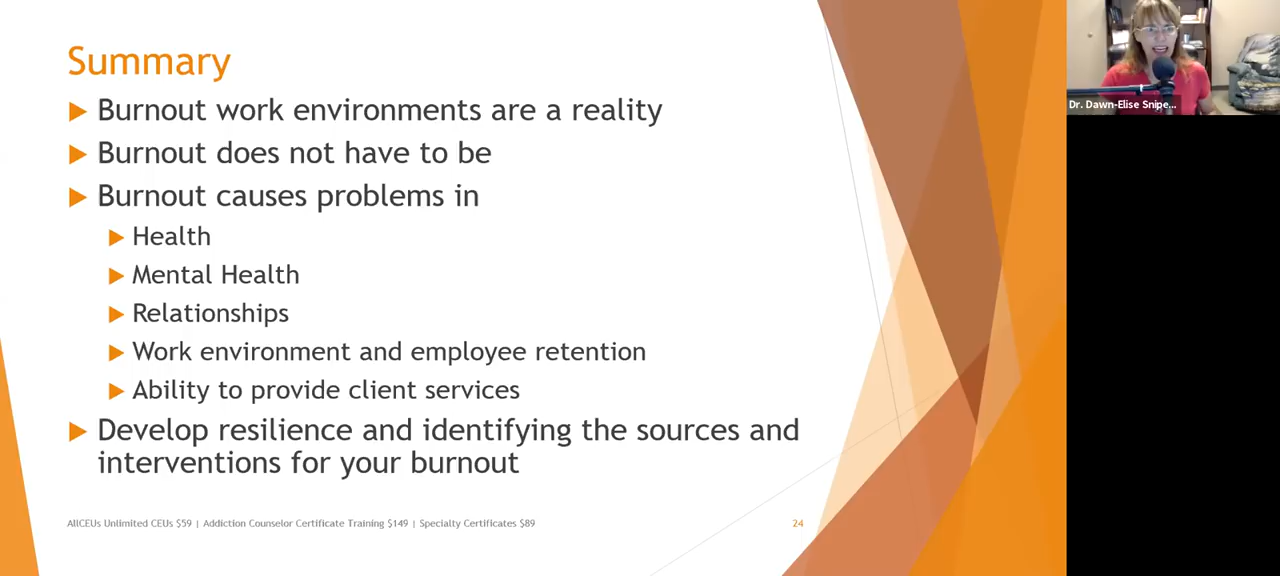 Summary
Burnout work environments are a reality
Burnout does not have to be
Burnout causes problems in
Health
Mental Health
Relationships
Work environment and employee retention
Ability to provide client services
Develop resilience and identifying the sources and
interventions for your burnout
AllCEUs Unlimited CEUs $59 | Addiction Counselor Certificate Training $149 | Specialty Certificates $89
24
Dr. Dawn-Elise Snipe...